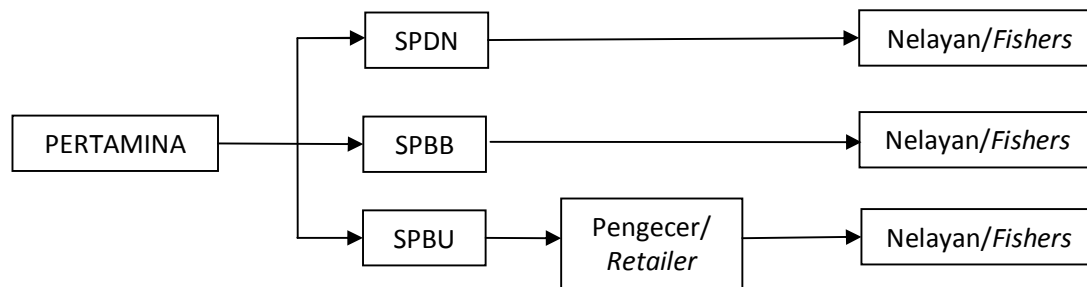 SPDN
Nelayan/Fishers
PERTAMINA
SPBB
Nelayan/Fishers
SPBU
Pengecer/
Retailer
Nelayan/Fishers